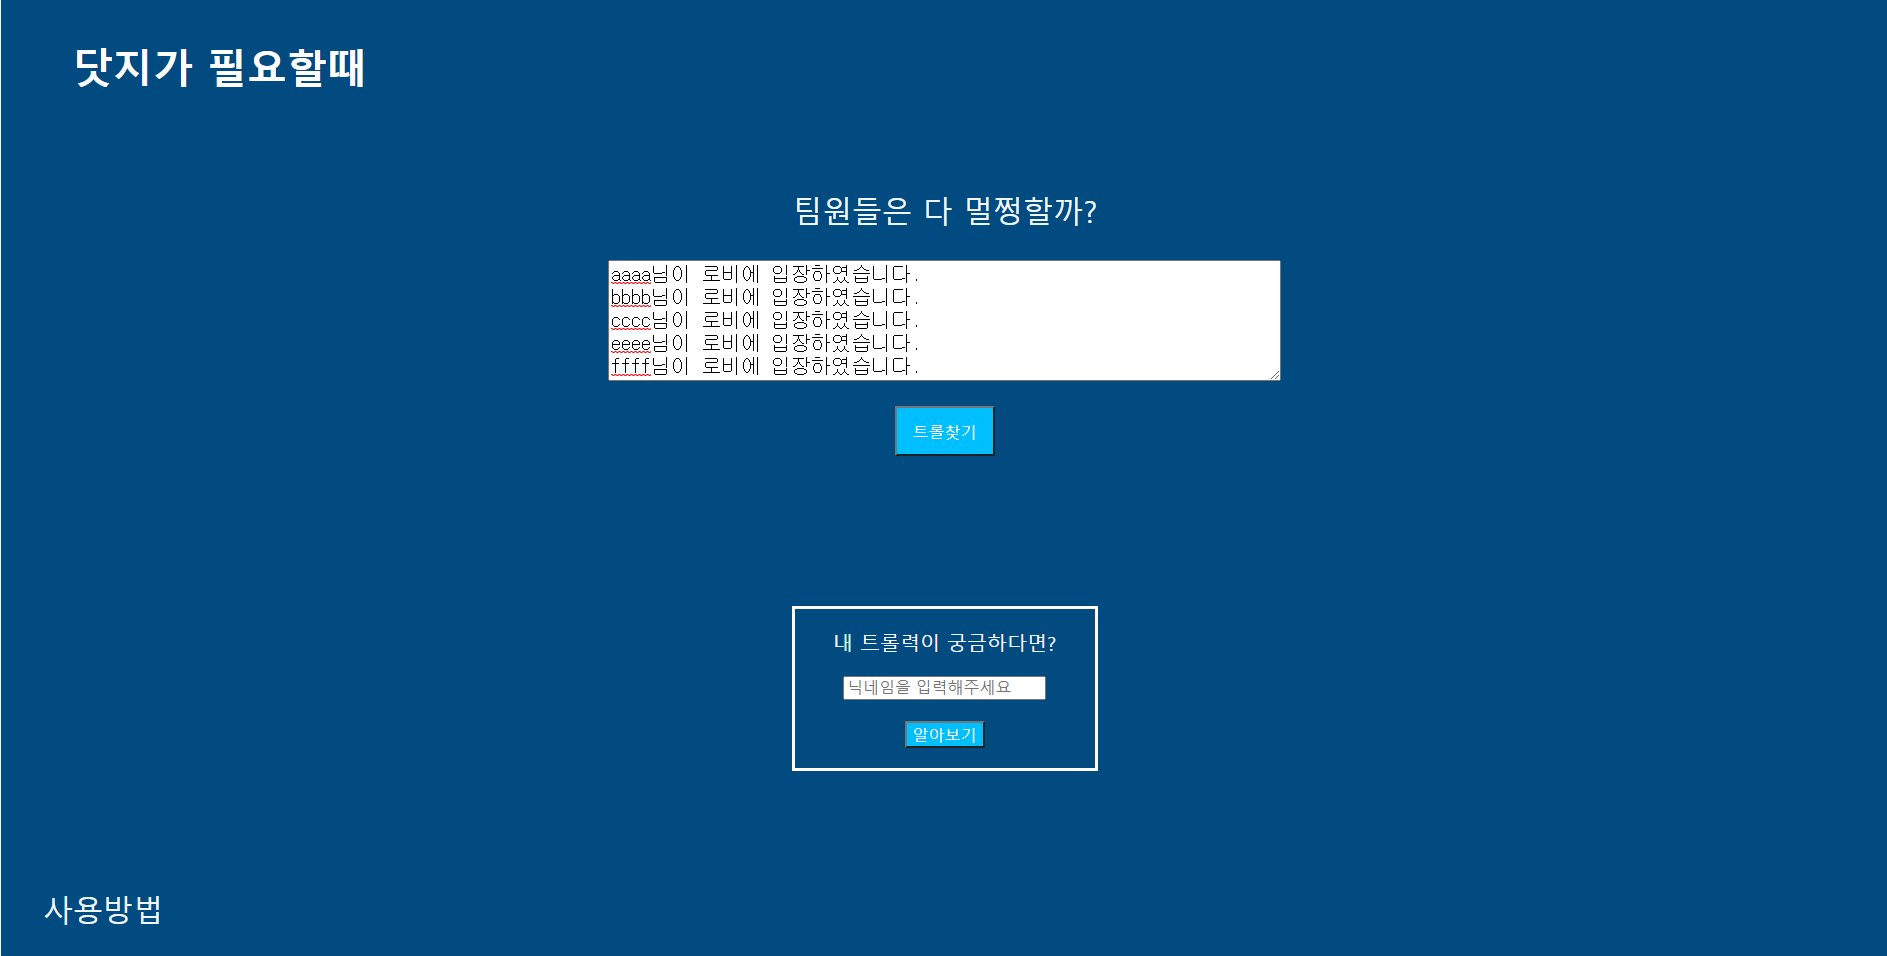 닷지가 필요할때
팀원들은 다 멀쩡할까?
aaaa님이 로비에 입장하였습니다.
bbbb님이 로비에 입장하였습니다.
cccc님이 로비에 입장하였습니다.
eeee님이 로비에 입장하였습니다.
ffff님이 로비에 입장하였습니다.
트롤찾기
내 트롤력이 궁금하다면?
닉네임을 입력해주세요
알아보기
사용방법